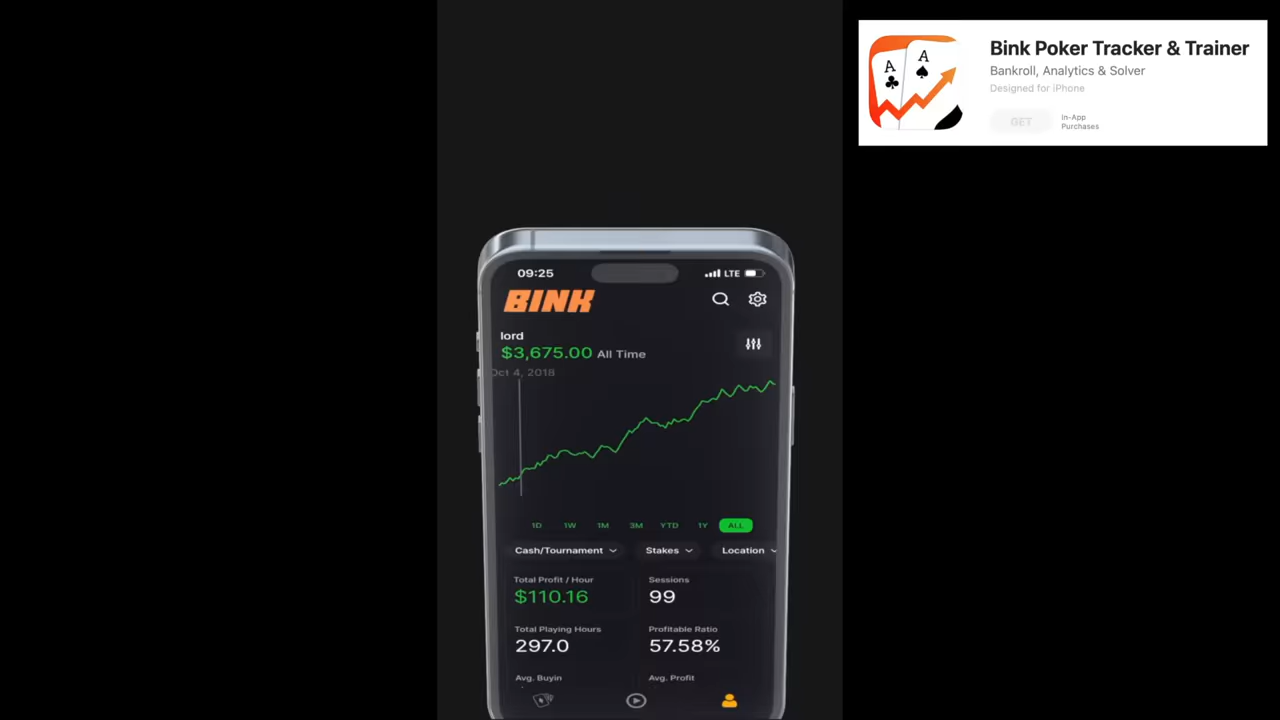 Bink Poker Tracker & Trainer
Bankroll, Analytics & Solver
Designed for iPhone
GET
In-App
Purchases
A
A
09:25
LTE
BINK
lord
$3,675.00 All Time
Oct 4, 2018
1D 1W 1M 3M YTD 1Y ALL
Cash/Tournament Stakes Location
Total Profit / Hour Sessions
$110.16 99
Total Playing Hours Profitable Ratio
297.0 57.58%
Avg. Buyin Avg. Profit